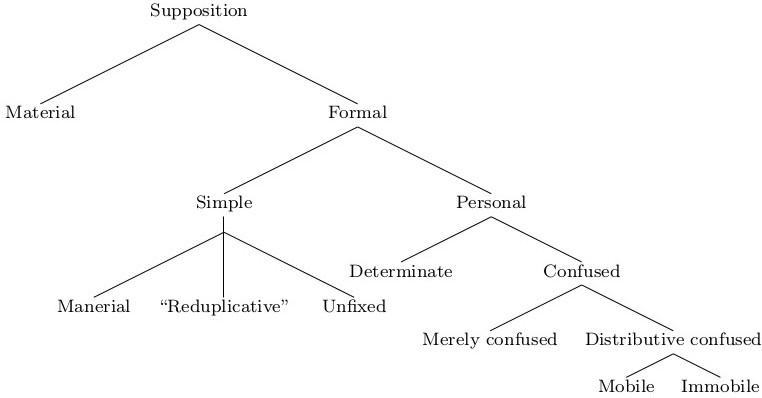 Supposition
Material
Formal
Simple
Personal
Determinate
Confused
Manerial
“Reduplicative”
Unfixed
Merely confused
Distributive confused
Mobile
Immobile